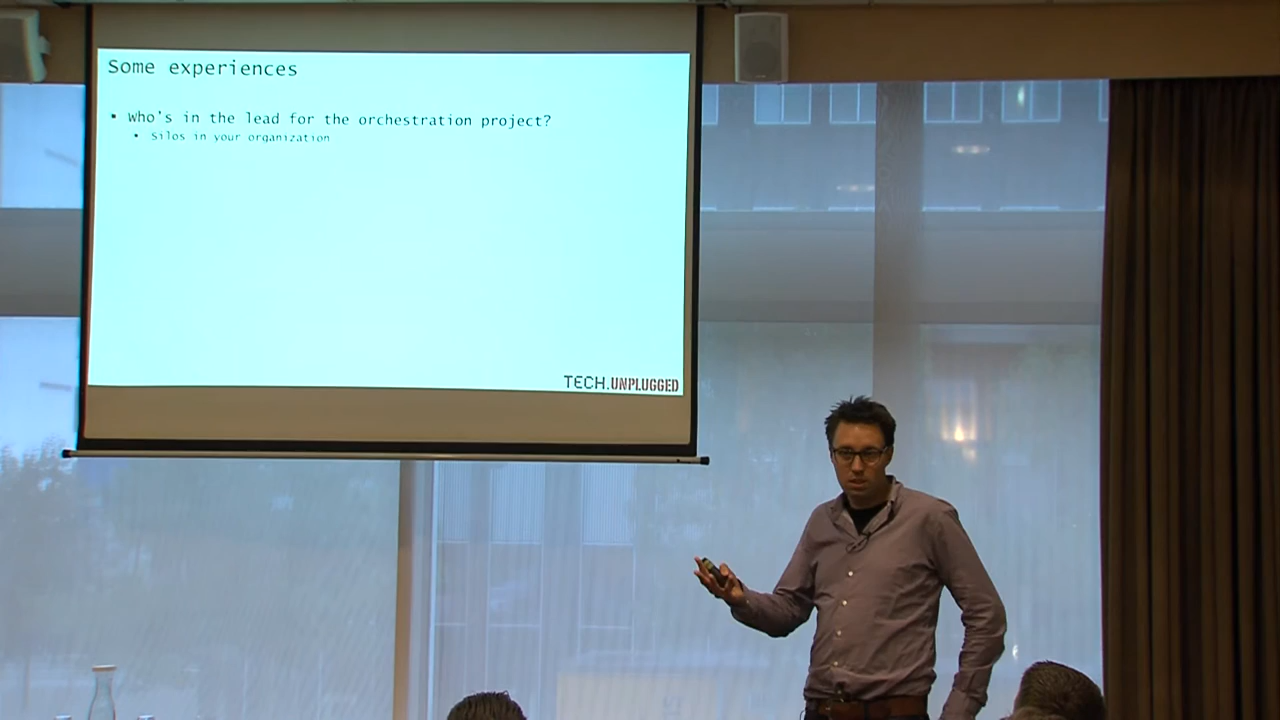 Some experiences
▪ Who's in the lead for the orchestration project?
▪ Silos in your organization
TECH.UNPLUGGED